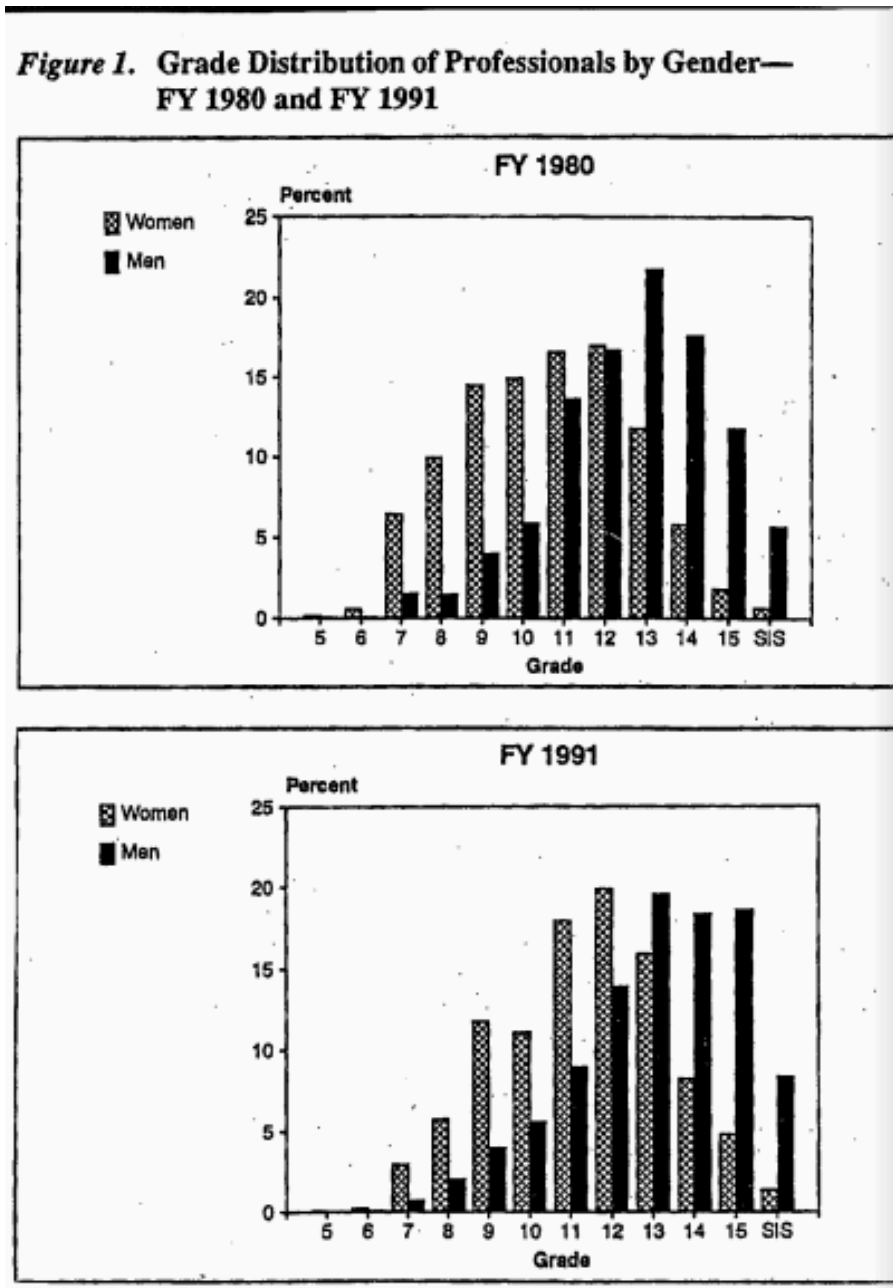 Figure 1. Grade Distribution of Professionals by Gender—
FY 1980 and FY 1991
FY 1980
Percent
Women
Men
25
20
15
10
5
0
5 6 7 8 9 10 11 12 13 14 15 SIS
Grade
FY 1991
Percent
Women
Men
25
20
15
10
5
0
5 6 7 8 9 10 11 12 13 14 15 SIS
Grade